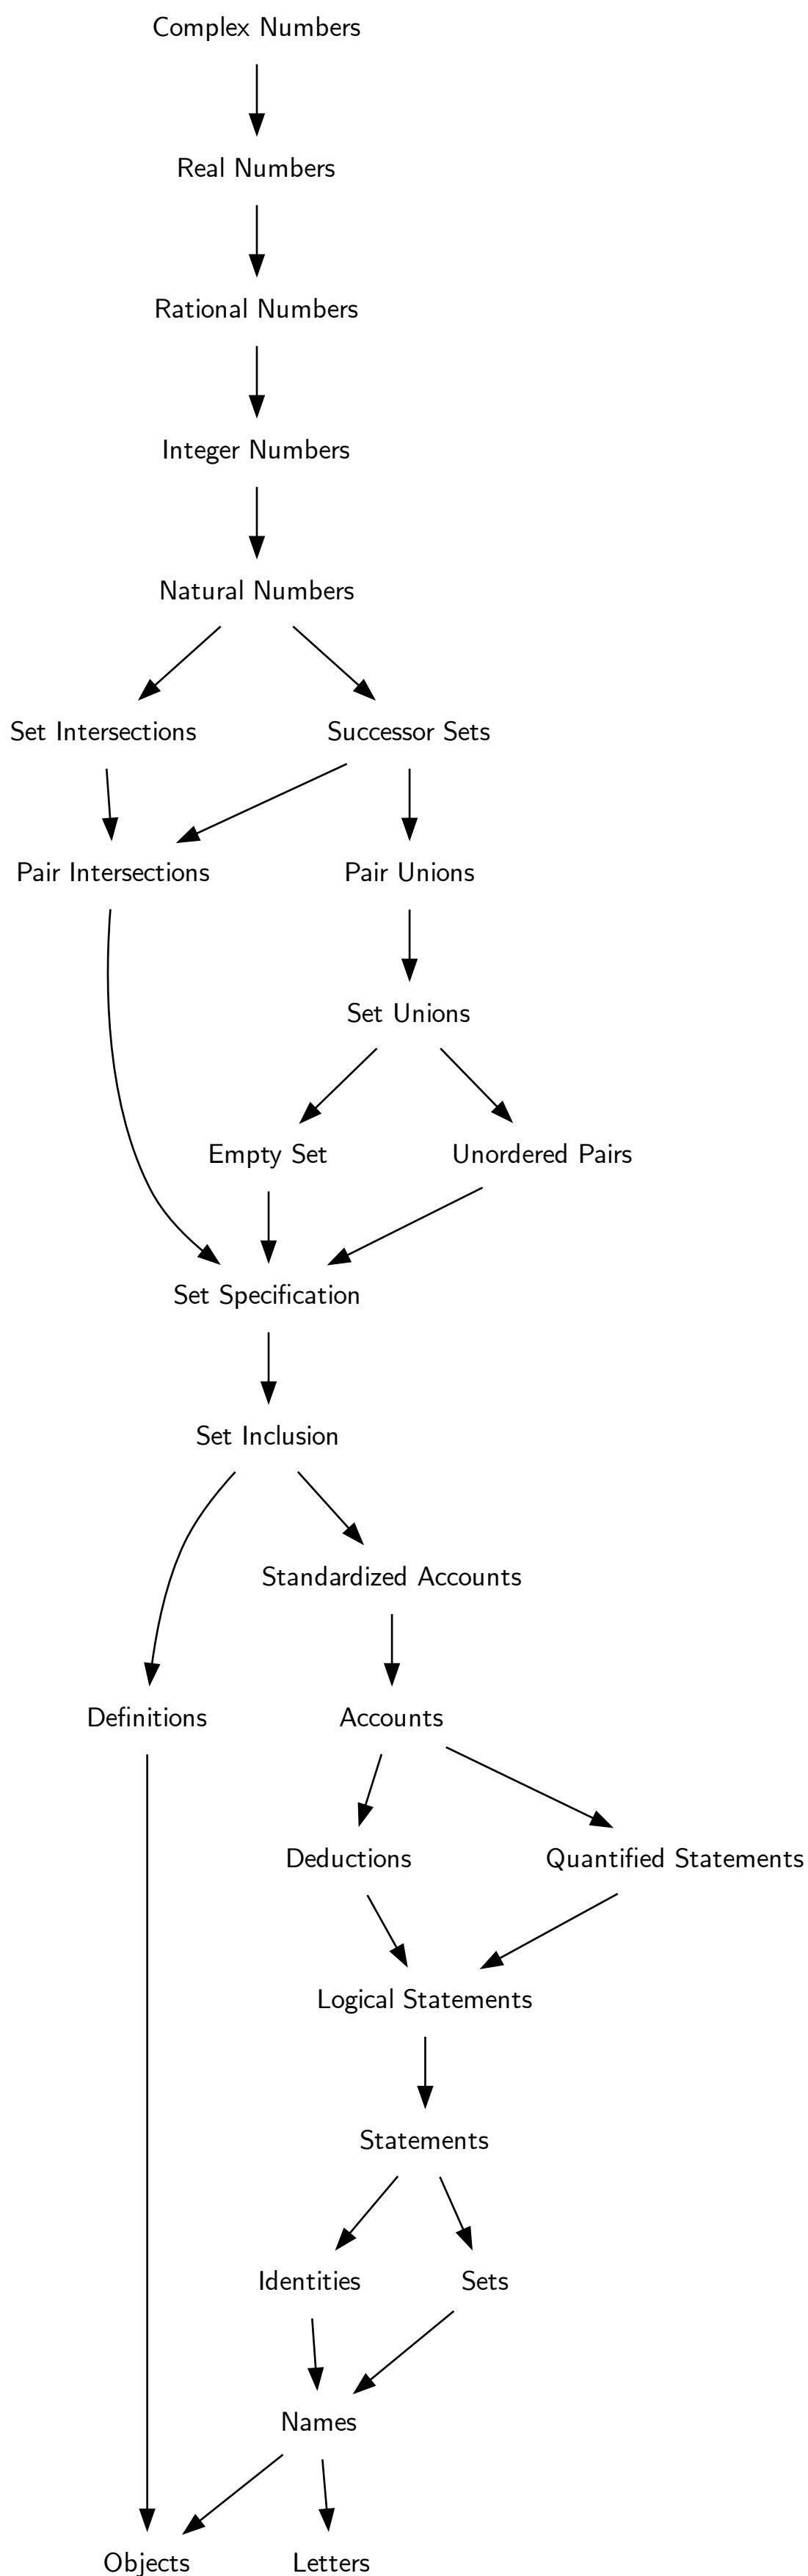 Complex Numbers
Real Numbers
Rational Numbers
Integer Numbers
Natural Numbers
Set Intersections
Successor Sets
Pair Intersections
Pair Unions
Set Unions
Empty Set
Unordered Pairs
Set Specification
Set Inclusion
Standardized Accounts
Definitions
Accounts
Deductions
Quantified Statements
Logical Statements
Statements
Identities
Sets
Names
Objects
Letters